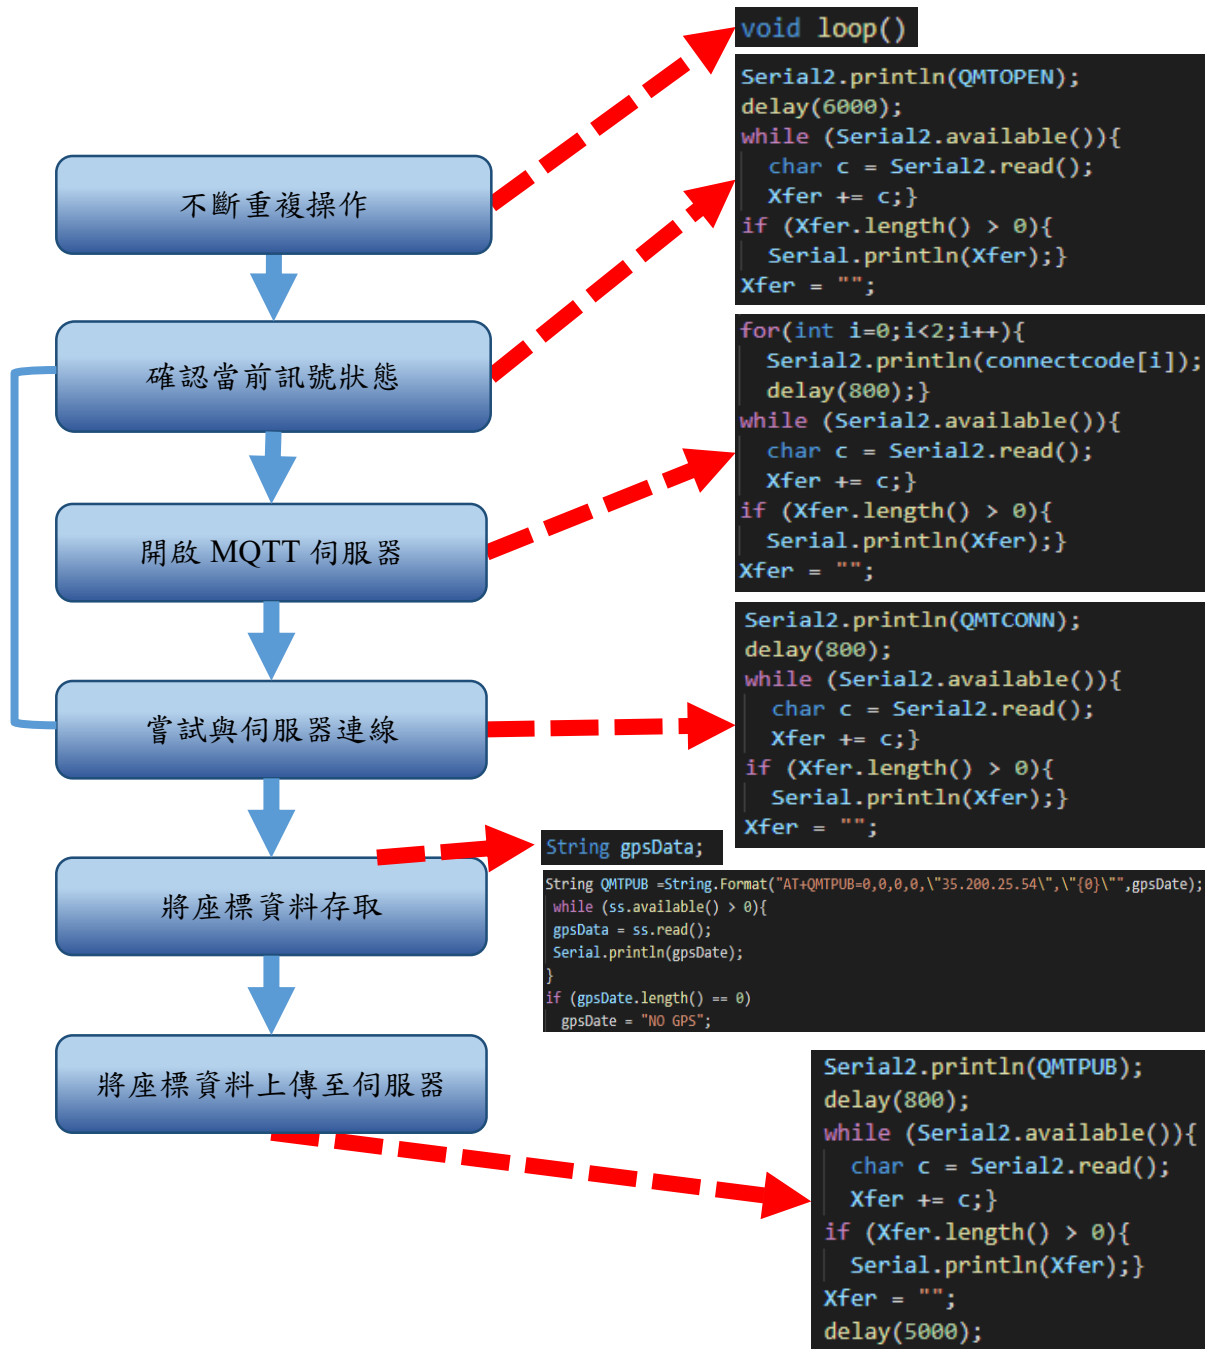 不斷重複操作
確認當前訊號狀態
開啟 MQTT 伺服器
嘗試與伺服器連線
將座標資料存取
將座標資料上傳至伺服器
void loop()
Serial2.println(QMTOPEN);
delay(6000);
while (Serial2.available()){
char c = Serial2.read();
Xfer += c;}
if (Xfer.length() > 0){
Serial.println(Xfer);}
Xfer = "";
for(int i=0;i<2;i++){
Serial2.println(connectcode[i]);
delay(800);}
while (Serial2.available()){
char c = Serial2.read();
Xfer += c;}
if (Xfer.length() > 0){
Serial.println(Xfer);}
Xfer = "";
Serial2.println(QMTCONN);
delay(800);
while (Serial2.available()){
char c = Serial2.read();
Xfer += c;}
if (Xfer.length() > 0){
Serial.println(Xfer);}
Xfer = "";
String gpsData;
String QMTPUB =String.Format("AT+QMTPUB=0,0,0,0,\"35.200.25.54\",\"{0}\"",gpsDate);
while (ss.available() > 0){
gpsData = ss.read();
Serial.println(gpsDate);
}
if (gpsDate.length() == 0)
gpsDate = "NO GPS";
Serial2.println(QMTPUB);
delay(800);
while (Serial2.available()){
char c = Serial2.read();
Xfer += c;}
if (Xfer.length() > 0){
Serial.println(Xfer);}
Xfer = "";
delay(5000);